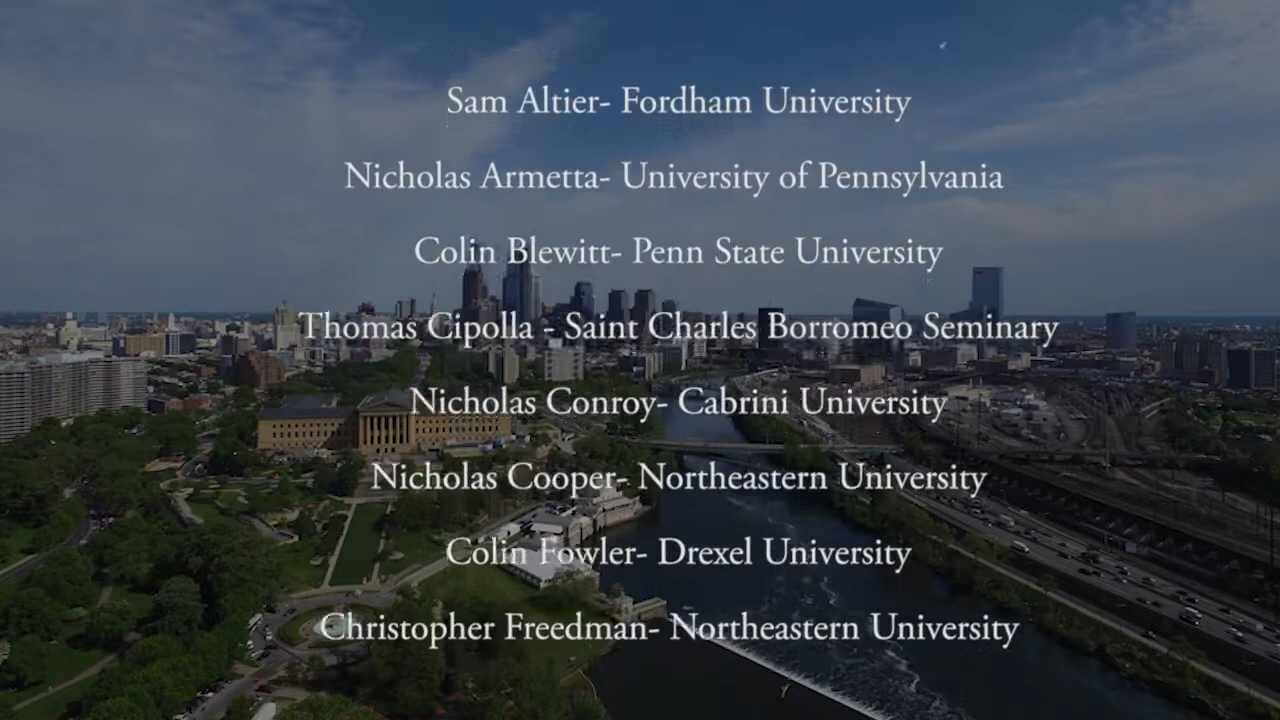 Sam Altier- Fordham University
Nicholas Armetta- University of Pennsylvania
Colin Blewitt- Penn State University
Thomas Cipolla - Saint Charles Borromeo Seminary
Nicholas Conroy- Cabrini University
Nicholas Cooper- Northeastern University
Colin Fowler- Drexel University
Christopher Freedman- Northeastern University